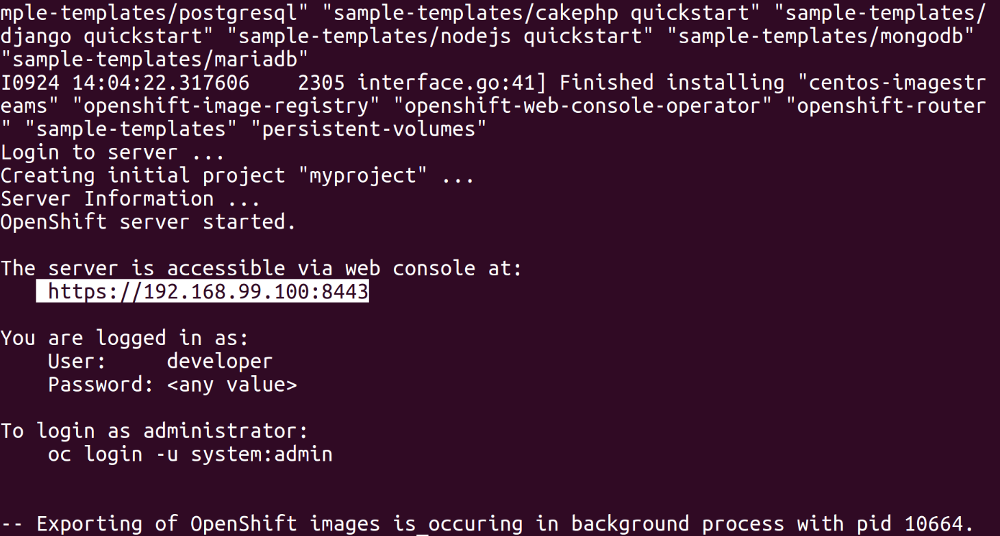 mple-templates/postgresql" "sample-templates/cakephp quickstart" "sample-templates/
django quickstart" "sample-templates/nodejs quickstart" "sample-templates/mongodb"
"sample-templates/mariadb"
I0924 14:04:22.317606    2305 interface.go:41] Finished installing "centos-imagestr
eams" "openshift-image-registry" "openshift-web-console-operator" "openshift-router
" "sample-templates" "persistent-volumes"
Login to server ...
Creating initial project "myproject" ...
Server Information ...
OpenShift server started.

The server is accessible via web console at:
    https://192.168.99.100:8443

You are logged in as:
    User:     developer
    Password: <any value>

To login as administrator:
    oc login -u system:admin

-- Exporting of OpenShift images is occuring in background process with pid 10664.